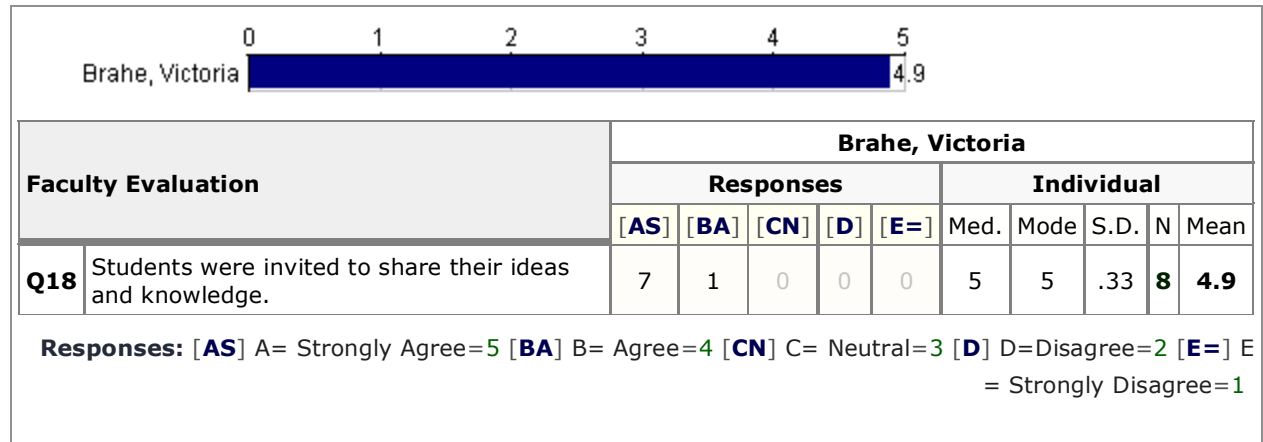 0 1 2 3 4 5
Brahe, Victoria 4.9
Brahe, Victoria
Faculty Evaluation Responses Individual
[AS] [BA] [CN] [D] [E=] Med. Mode S.D. N Mean
Q18 Students were invited to share their ideas
and knowledge. 7 1 0 0 0 5 5 .33 8 4.9
Responses: [AS] A= Strongly Agree=5 [BA] B= Agree=4 [CN] C= Neutral=3 [D] D=Disagree=2 [E=] E
= Strongly Disagree=1